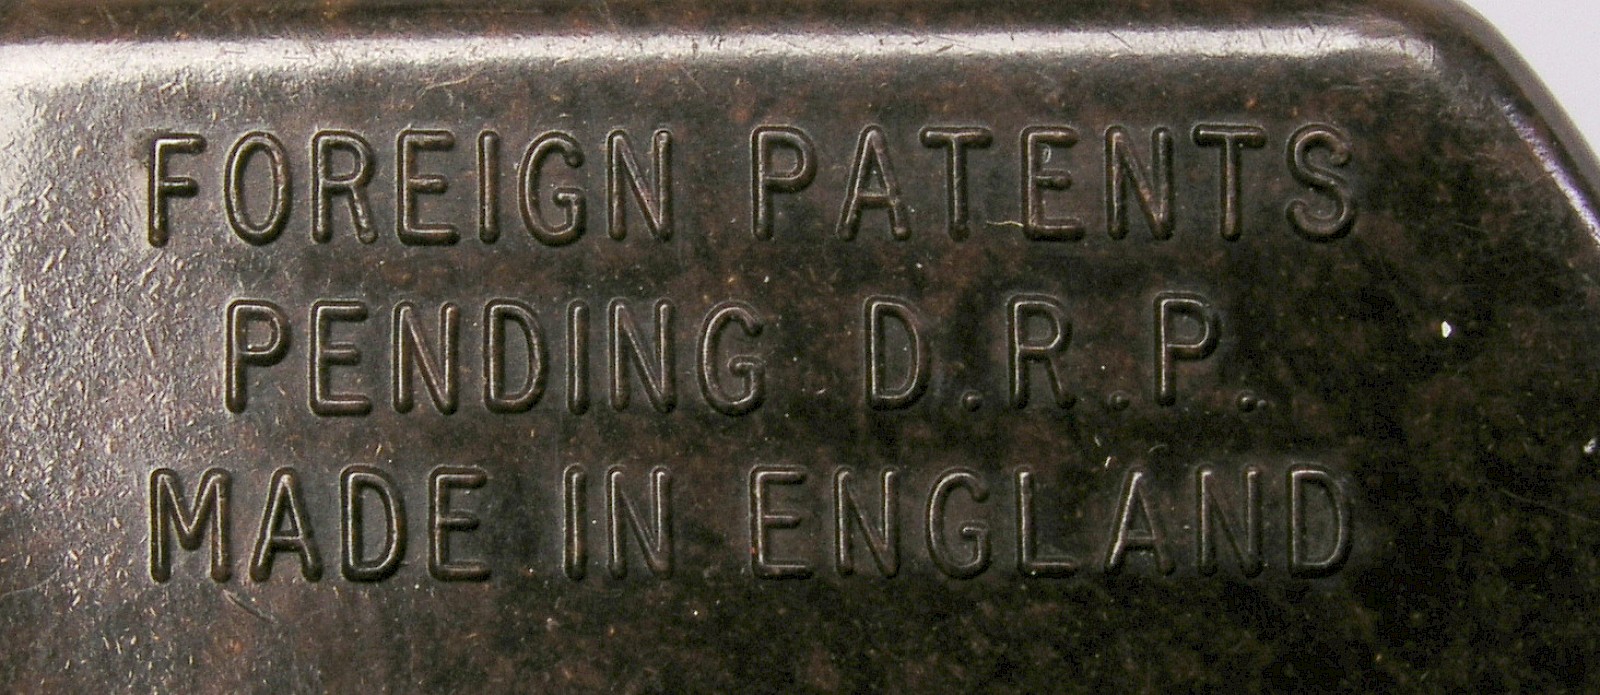 FOREIGN PATENTS
PENDING D.R.P.
MADE IN ENGLAND